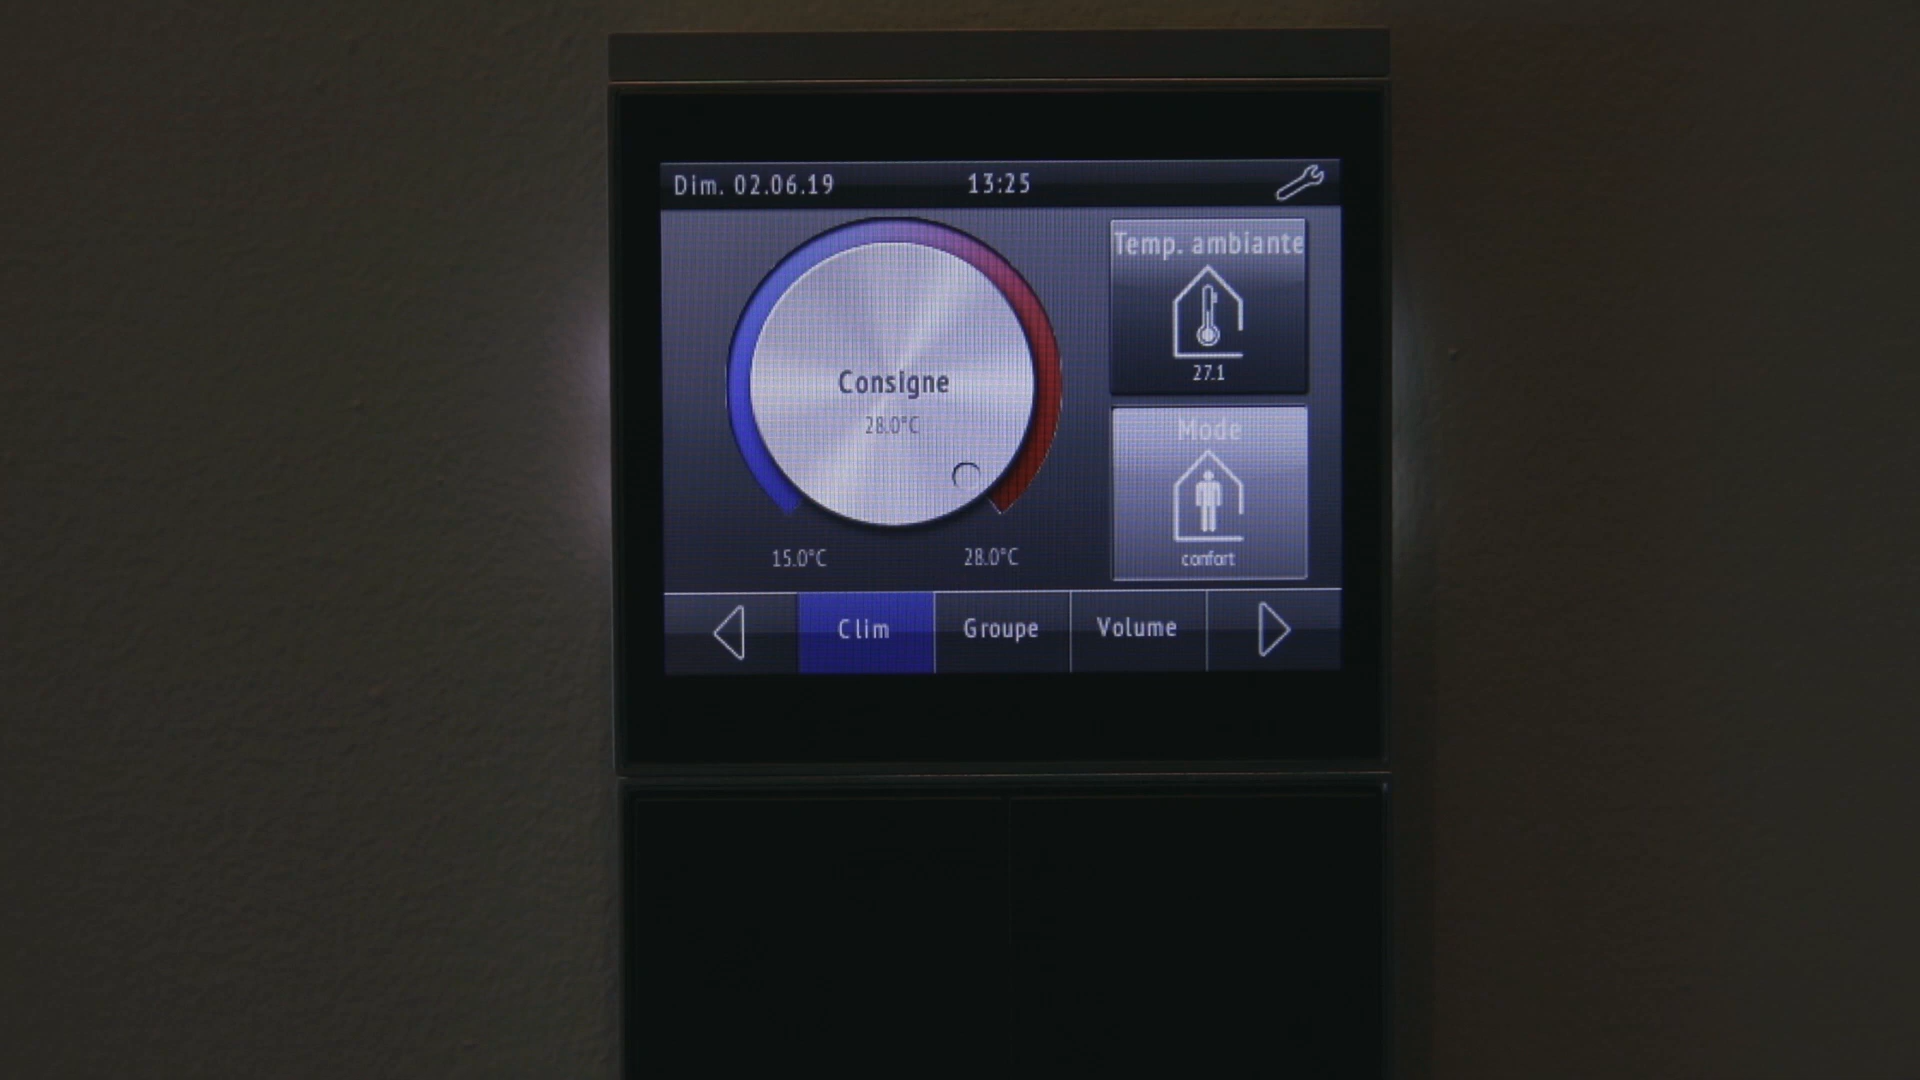 Dim. 02.06.19
13:25
Temp. ambiante
27.1
Consigne
28.0°C
15.0°C
28.0°C
Mode
confort
Clim
Groupe
Volume